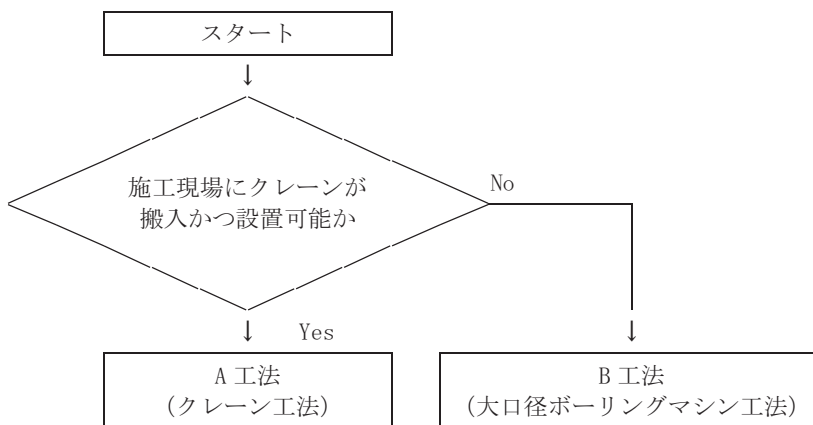 スタート
↓
施工現場にクレーンが
搬入かつ設置可能か
No
↓ Yes
↓
A 工法
(クレーン工法)
B 工法
(大口径ボーリングマシン工法)